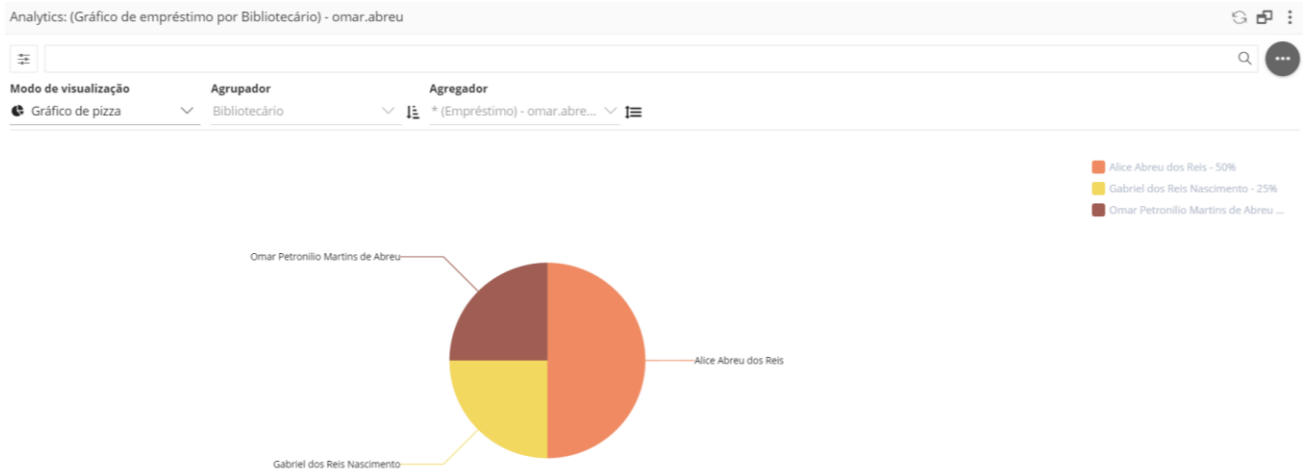 Analytics: (Gráfico de empréstimo por Bibliotecário) - omar.abreu
Modo de visualização Agrupador Agregador
Gráfico de pizza Bibliotecário * (Empréstimo) - omar.abre...
Alice Abreu dos Reis - 50%
Gabriel dos Reis Nascimento - 25%
Omar Petronilio Martins de Abreu ...
Omar Petronilio Martins de Abreu
Alice Abreu dos Reis
Gabriel dos Reis Nascimento